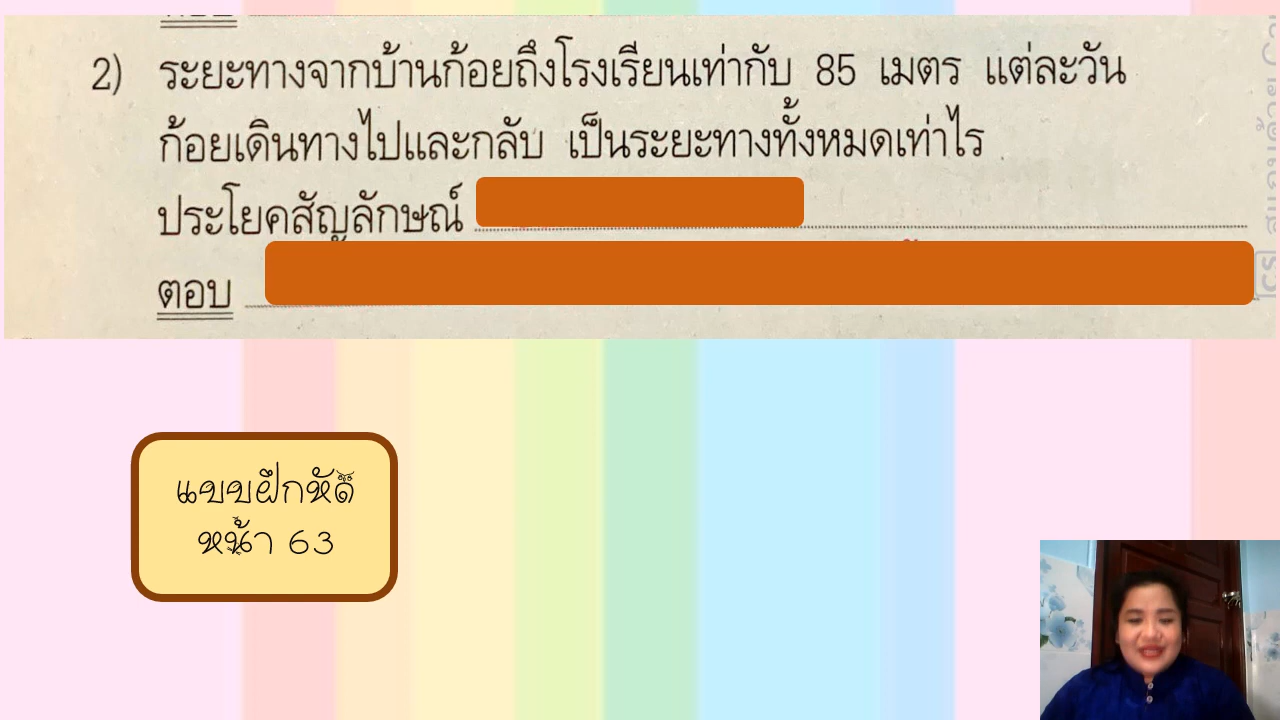 2) ระยะทางจากบ้านก้อยถึงโรงเรียนเท่ากับ 85 เมตร แต่ละวัน
ก้อยเดินทางไปและกลับ เป็นระยะทางทั้งหมดเท่าไร
ประโยคสัญลักษณ์
ตอบ
แบบฝึกหัด
หน้า 63